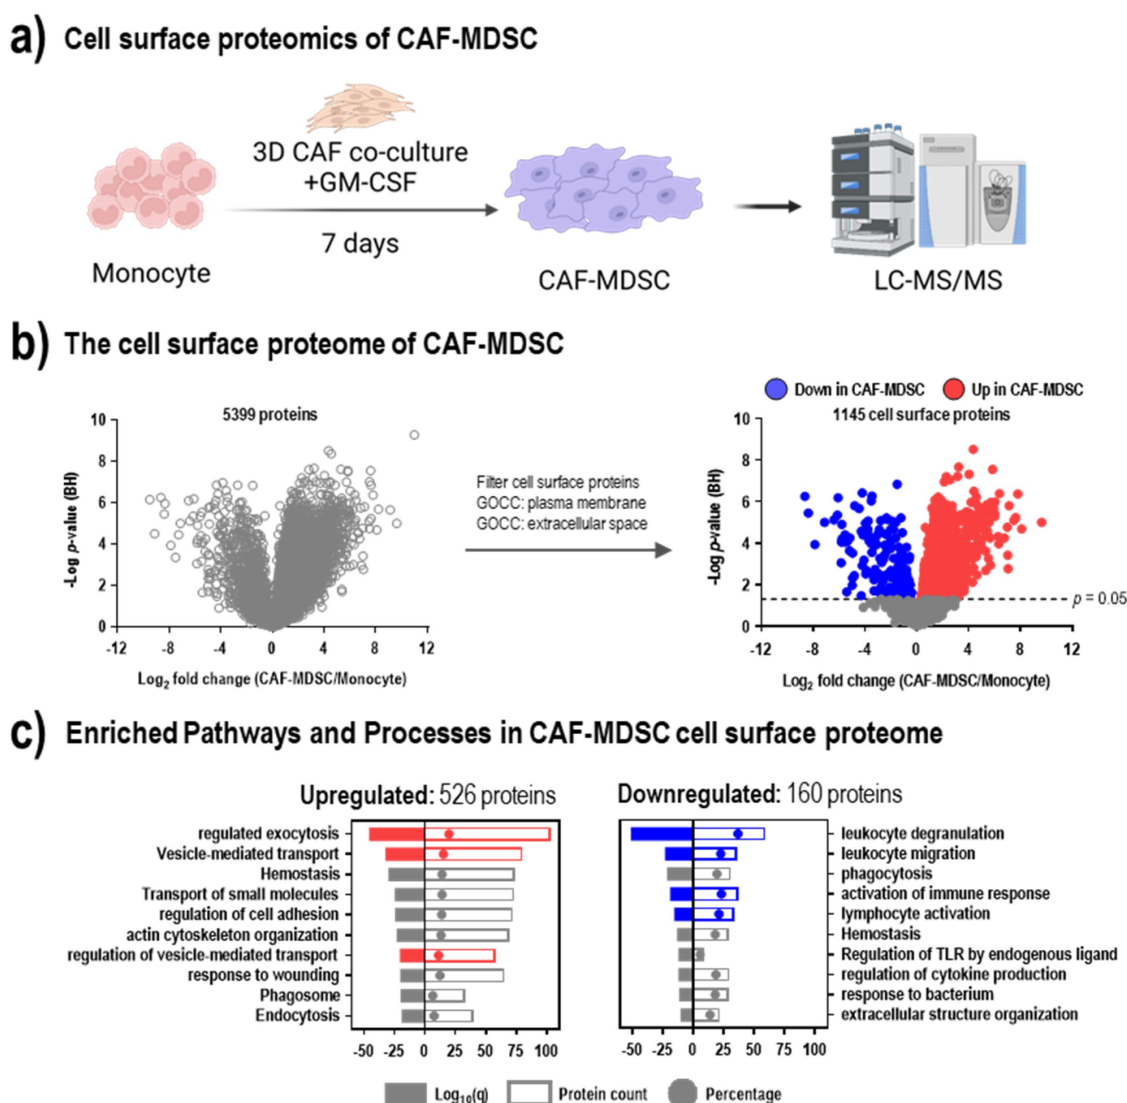 a) Cell surface proteomics of CAF-MDSC
3D CAF co-culture
+GM-CSF
7 days
Monocyte
CAF-MDSC
LC-MS/MS
b) The cell surface proteome of CAF-MDSC
Down in CAF-MDSC
Up in CAF-MDSC
5399 proteins
10
8
6
4
2
0
-Log p-value (BH)
-12 -8 -4 0 4 8 12
Log2 fold change (CAF-MDSC/Monocyte)
Filter cell surface proteins
GOCC: plasma membrane
GOCC: extracellular space
1145 cell surface proteins
10
8
6
4
2
0
-Log p-value (BH)
p = 0.05
-12 -8 -4 0 4 8 12
Log2 fold change (CAF-MDSC/Monocyte)
c) Enriched Pathways and Processes in CAF-MDSC cell surface proteome
Upregulated: 526 proteins
regulated exocytosis
Vesicle-mediated transport
Hemostasis
Transport of small molecules
regulation of cell adhesion
actin cytoskeleton organization
regulation of vesicle-mediated transport
response to wounding
Phagosome
Endocytosis
-50 -25 0 25 50 75 100
Downregulated: 160 proteins
leukocyte degranulation
leukocyte migration
phagocytosis
activation of immune response
lymphocyte activation
Hemostasis
Regulation of TLR by endogenous ligand
regulation of cytokine production
response to bacterium
extracellular structure organization
-50 -25 0 25 50 75 100
Log10(q)
Protein count
Percentage